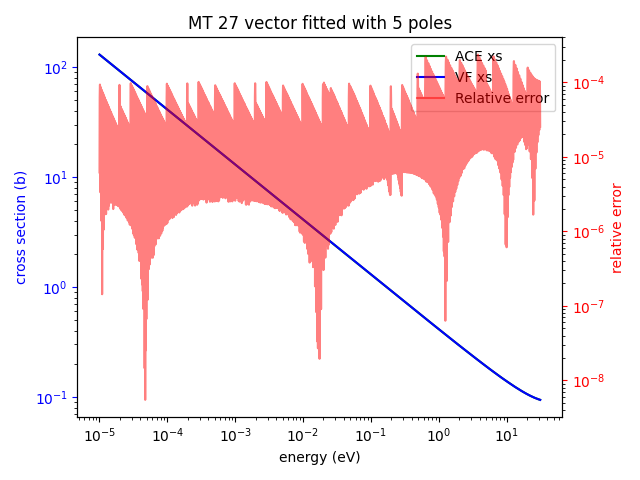 MT 27 vector fitted with 5 poles
ACE xs
VF xs
Relative error
cross section (b)
10²
10¹
10⁰
10⁻¹
relative error
10⁻⁴
10⁻⁵
10⁻⁶
10⁻⁷
10⁻⁸
10⁻⁵ 10⁻⁴ 10⁻³ 10⁻² 10⁻¹ 10⁰ 10¹
energy (eV)